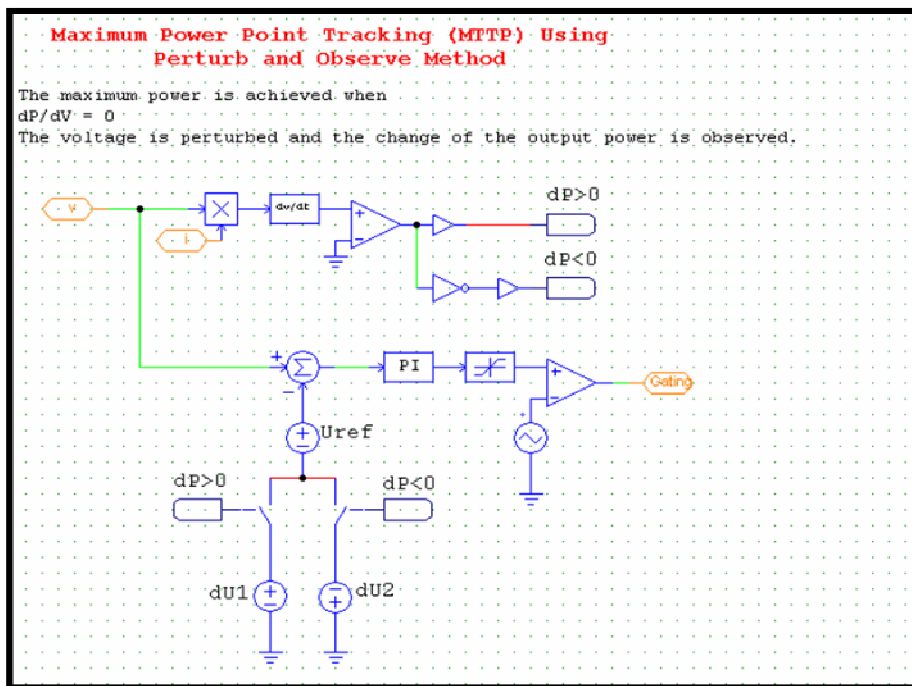 Maximum Power Point Tracking (MTTP) Using
Perturb and Observe Method
The maximum power is achieved when
dP/dV = 0
The voltage is perturbed and the change of the output power is observed.
V
dv/dt
dP>0
I
dP<0
PI
Gating
Uref
dP>0
dP<0
dU1
dU2